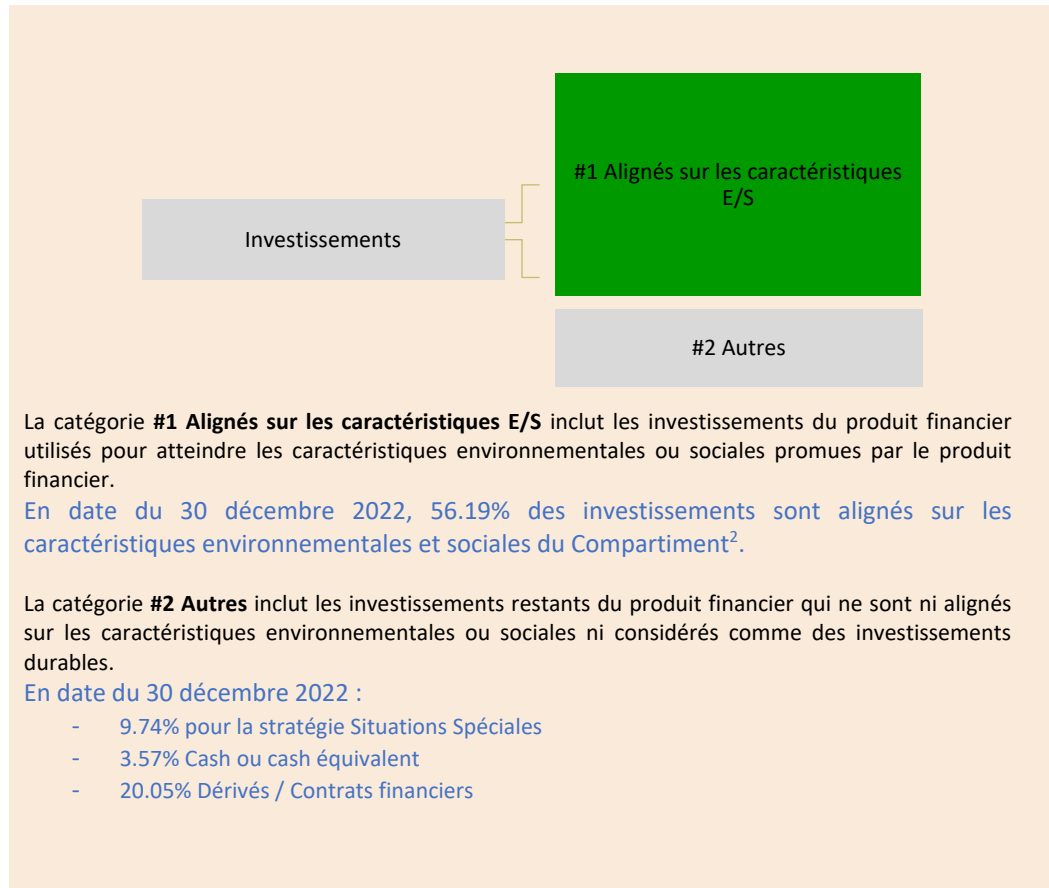 #1 Alignés sur les caractéristiques
E/S
Investissements
#2 Autres
La catégorie #1 Alignés sur les caractéristiques E/S inclut les investissements du produit financier
utilisés pour atteindre les caractéristiques environnementales ou sociales promues par le produit
financier.
En date du 30 décembre 2022, 56.19% des investissements sont alignés sur les
caractéristiques environnementales et sociales du Compartiment².
La catégorie #2 Autres inclut les investissements restants du produit financier qui ne sont ni alignés
sur les caractéristiques environnementales ou sociales ni considérés comme des investissements
durables.
En date du 30 décembre 2022 :
- 9.74% pour la stratégie Situations Spéciales
- 3.57% Cash ou cash équivalent
- 20.05% Dérivés / Contrats financiers